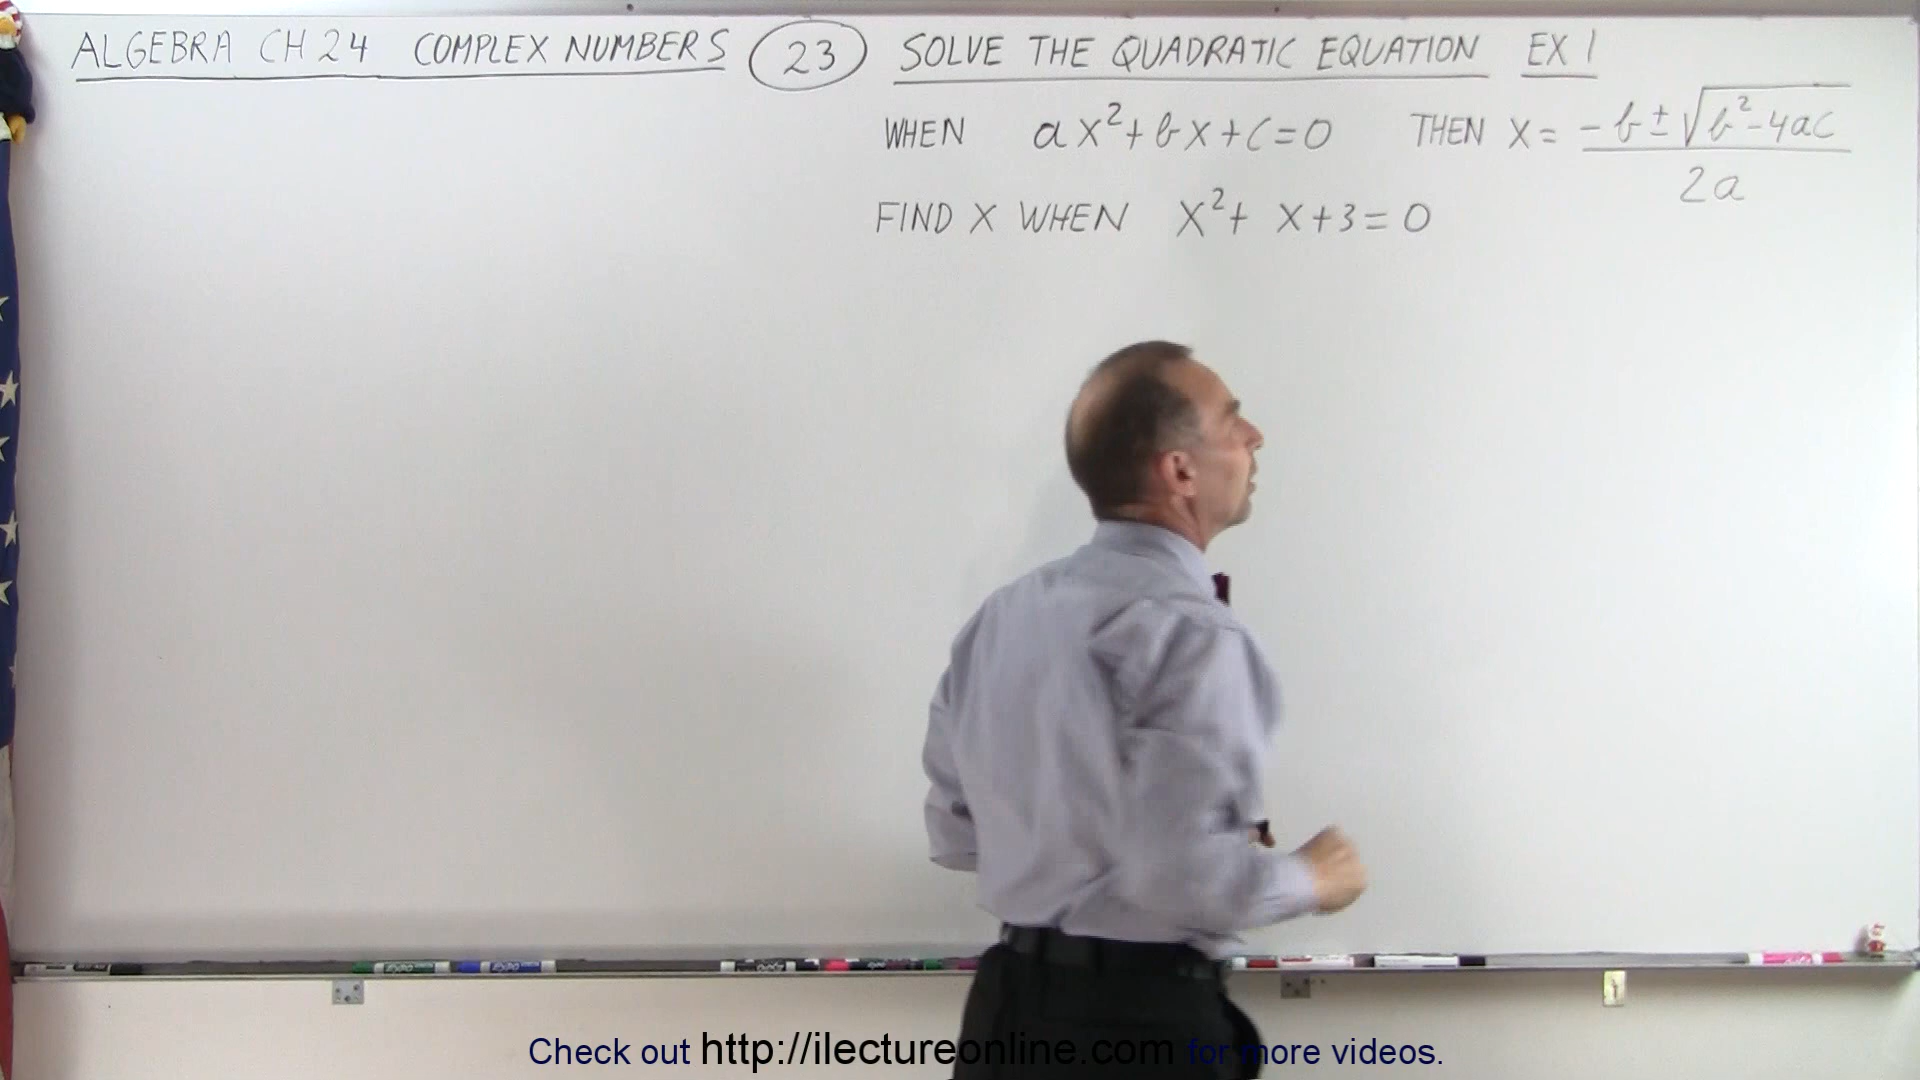 ALGEBRA CH 24 COMPLEX NUMBERS 23 SOLVE THE QUADRATIC EQUATION EX 1
WHEN ax²+bx+c=0 THEN x = -b±√b²-4ac / 2a
FIND X WHEN x²+ x+3=0
Check out http://ilectureonline.com for more videos.